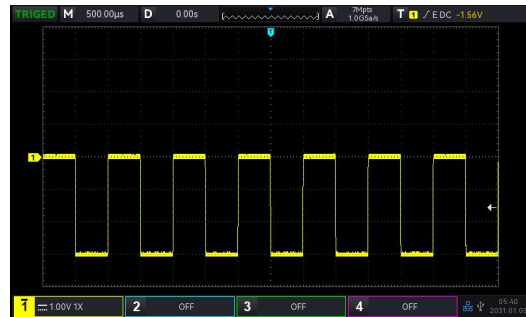 TRIGED M 500.00μs D 0.00s A 7Mpts 1.0GSa/s T 1 E DC -1.56V
T
1
1 1.00V 1X 2 OFF 3 OFF 4 OFF 05:40
2031.01.03